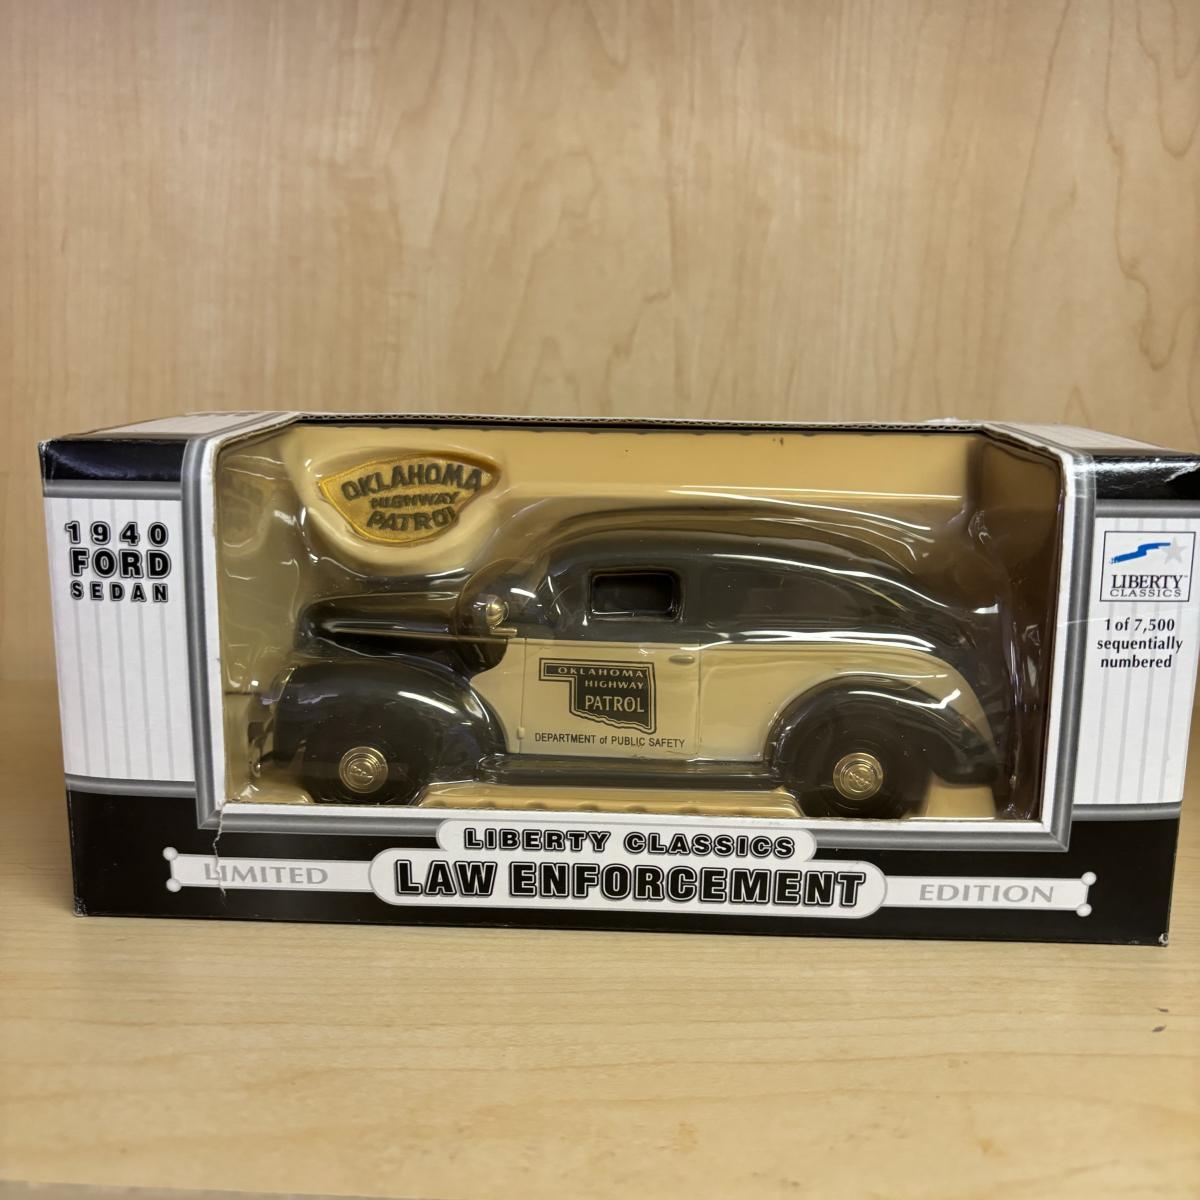 1940
FORD
SEDAN
OKLAHOMA
HIGHWAY
PATROL
OKLAHOMA
HIGHWAY
PATROL
DEPARTMENT of PUBLIC SAFETY
LIBERTY™
CLASSICS
1 of 7,500
sequentially
numbered
LIBERTY CLASSICS
LIMITED LAW ENFORCEMENT EDITION